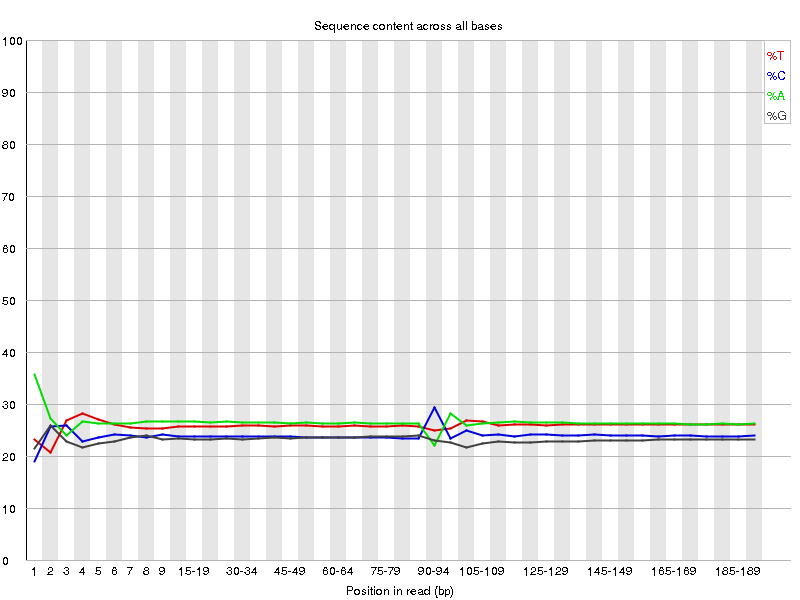 Sequence content across all bases
100
90
80
70
60
50
40
30
20
10
0
%T
%C
%A
%G
1 2 3 4 5 6 7 8 9 15-19 30-34 45-49 60-64 75-79 90-94 105-109 125-129 145-149 165-169 185-189
Position in read (bp)